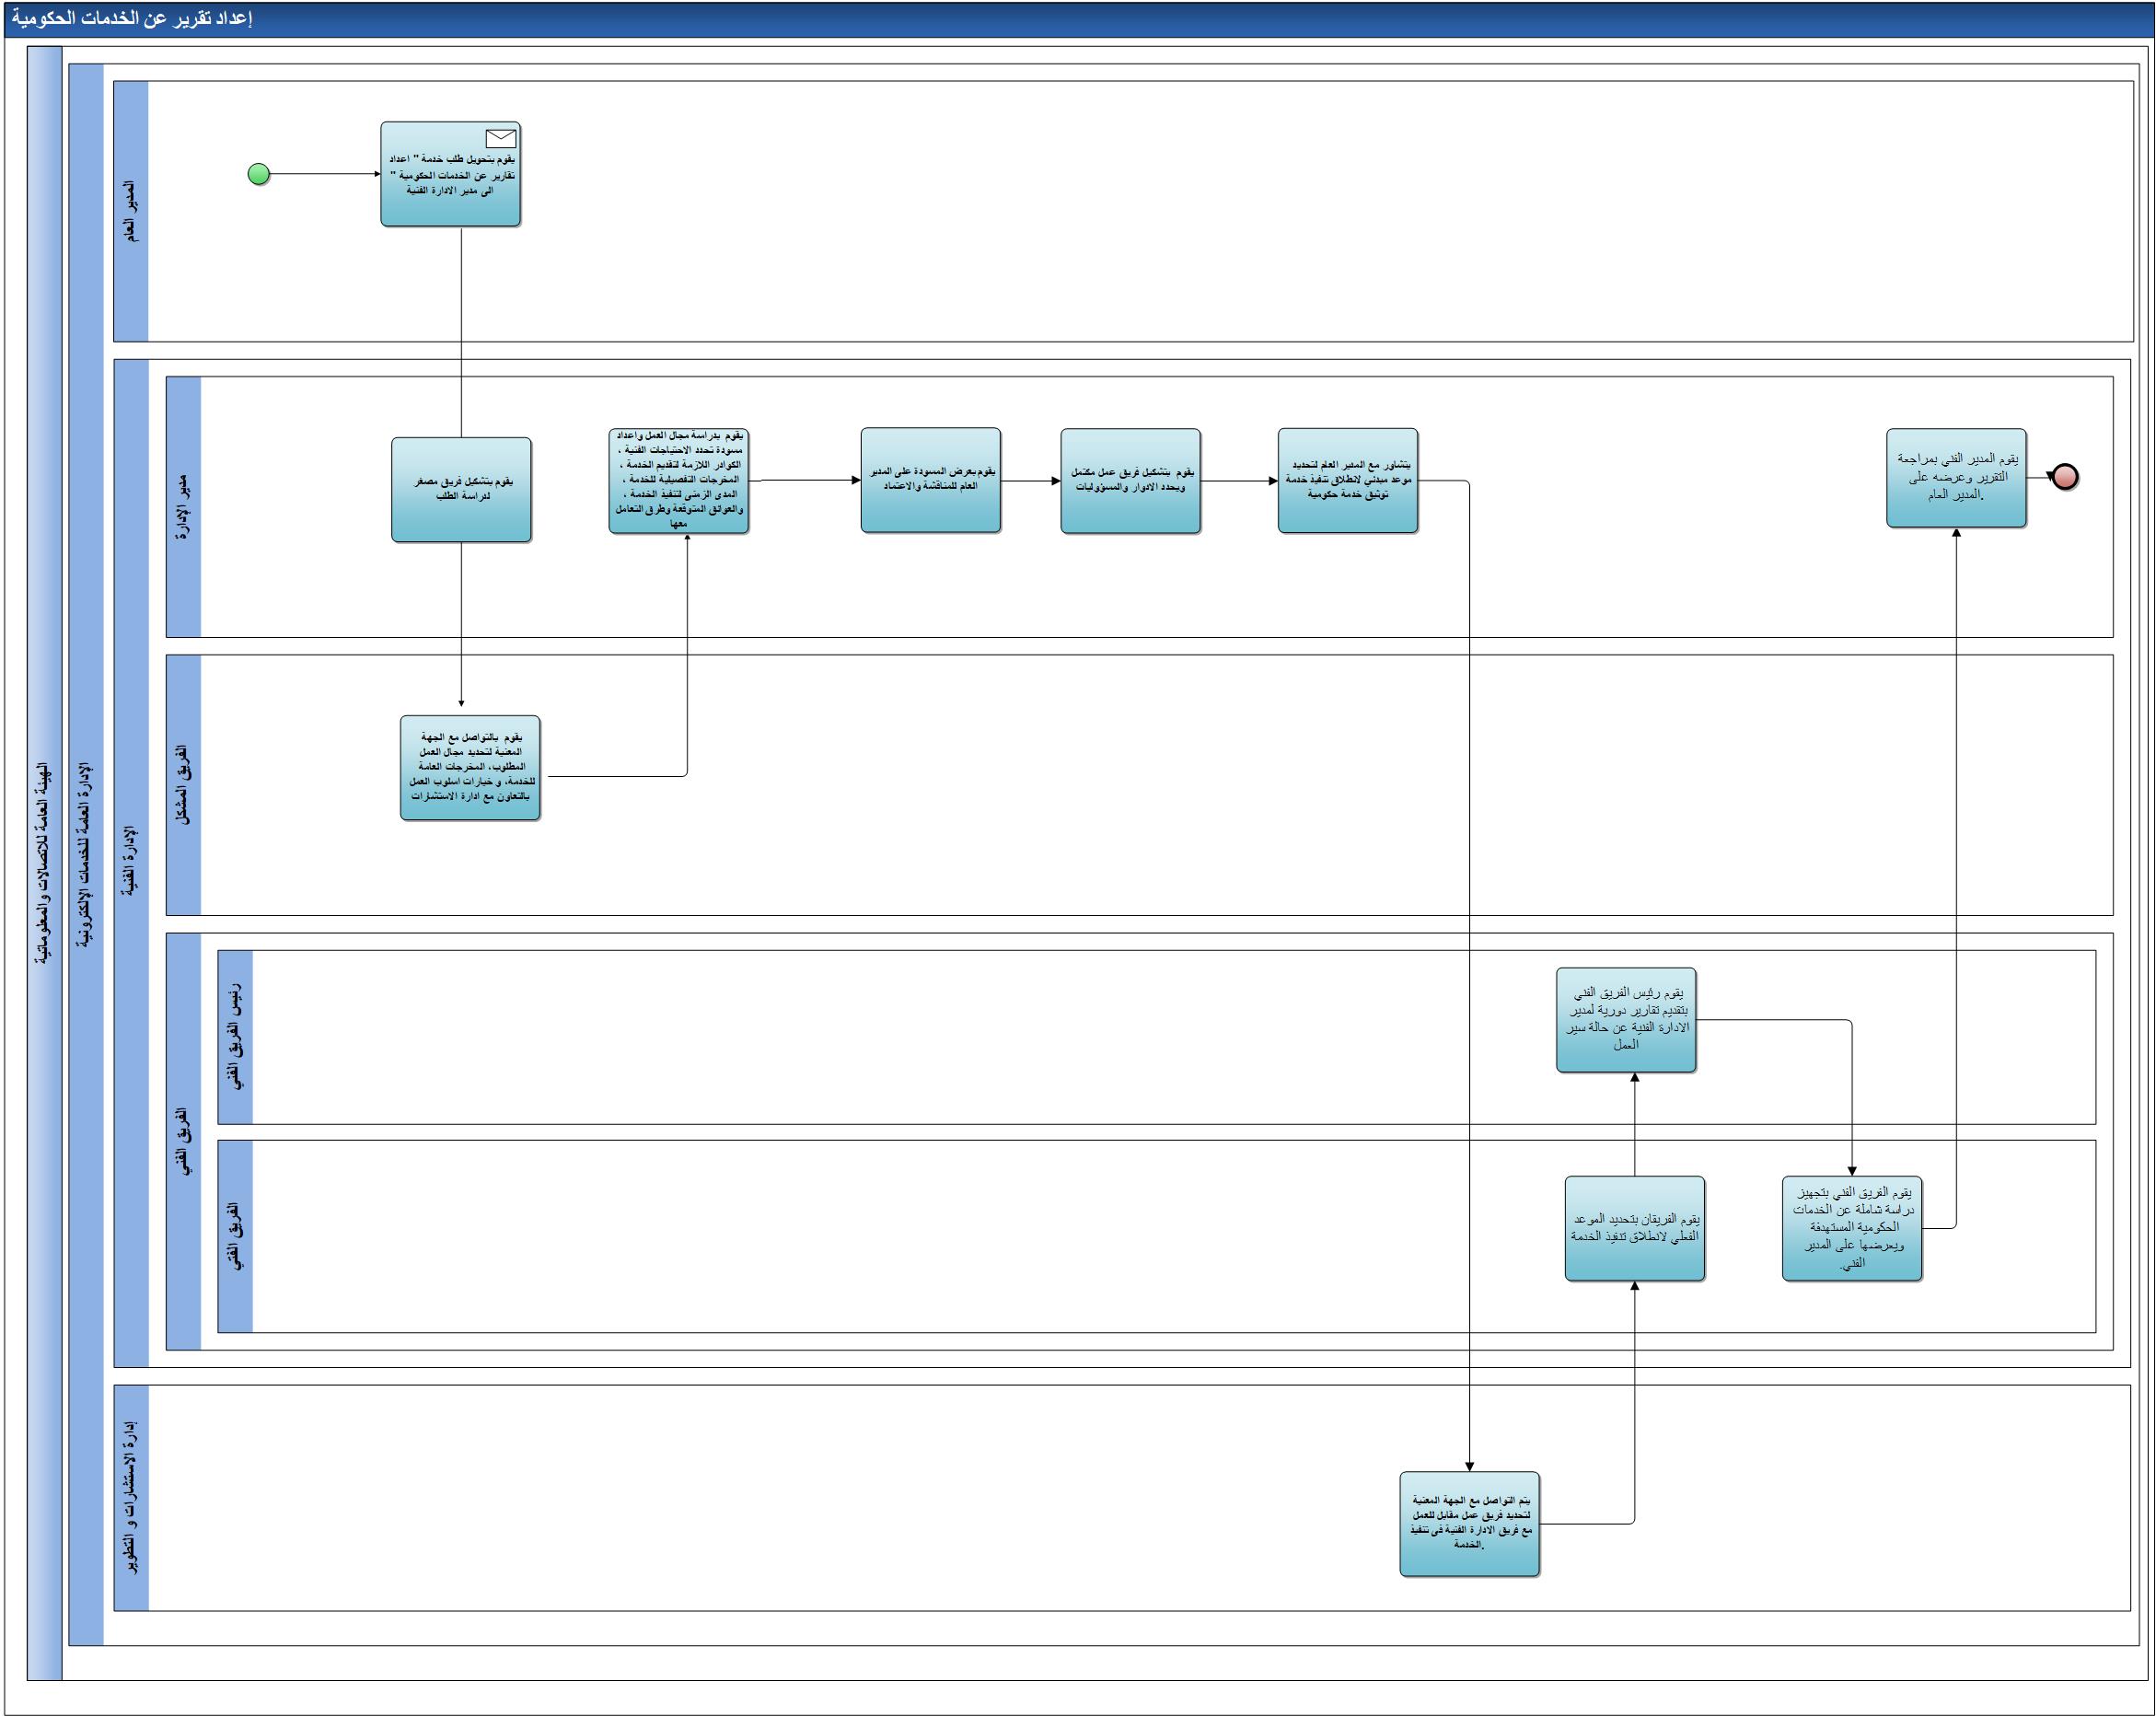 إعداد تقرير عن الخدمات الحكومية
الهيئة العامة للاتصالات والمعلوماتية
الإدارة العامة للخدمات الإلكترونية
المدير العام
يقوم بتحويل طلب خدمة " اعداد
تقارير عن الخدمات الحكومية "
الى مدير الادارة الفنية
الإدارة الفنية
مدير الإدارة
يقوم بتشكيل فريق مصغر
لدراسة الطلب
يقوم بدراسة مجال العمل واعداد
مسودة تحدد الاحتياجات الفنية ،
الكوادر اللازمة لتقديم الخدمة ،
المخرجات التفصيلية للخدمة ،
المدى الزمني لتنفيذ الخدمة ،
والعوائق المتوقعة وطرق التعامل
معها
يقوم بعرض المسودة على المدير
العام للمناقشة والاعتماد
يقوم بتشكيل فريق عمل مكتمل
ويحدد الادوار والمسؤوليات
يتشاور مع المدير العام لتحديد
موعد مبدئي لانطلاق تنفيذ خدمة
توثيق خدمة حكومية
يقوم المدير الفني بمراجعة
التقرير وعرضه على
المدير العام.
الفريق المشكل
يقوم بالتواصل مع الجهة
المعنية لتحديد مجال العمل
المطلوب، المخرجات العامة
للخدمة، و خيارات اسلوب العمل
بالتعاون مع ادارة الاستشارات
الفريق الفني
رئيس الفريق الفني
يقوم رئيس الفريق الفني
بتقديم تقارير دورية لمدير
الادارة الفنية عن حالة سير
العمل
الفريق الفني
يقوم الفريقان بتحديد الموعد
الفعلي لانطلاق تنفيذ الخدمة
يقوم الفريق الفني بتجهيز
دراسة شاملة عن الخدمات
الحكومية المستهدفة
ويعرضها على المدير
الفني.
إدارة الاستشارات و التطوير
يتم التواصل مع الجهة المعنية
لتحديد فريق عمل مقابل للعمل
مع فريق الادارة الفنية في تنفيذ
الخدمة.